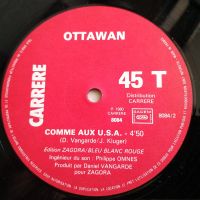 OTTAWAN
CARRERE
45 T
Distribution
CARRERE
℗ 1980
8084
8084/2
COMME AUX U.S.A. - 4'50
(D. Vangarde/J. Kluger)
Edition ZAGORA/BLEU BLANC ROUGE
Ingénieur du son : Philippe OMNES
Produit par Daniel VANGARDE
pour ZAGORA